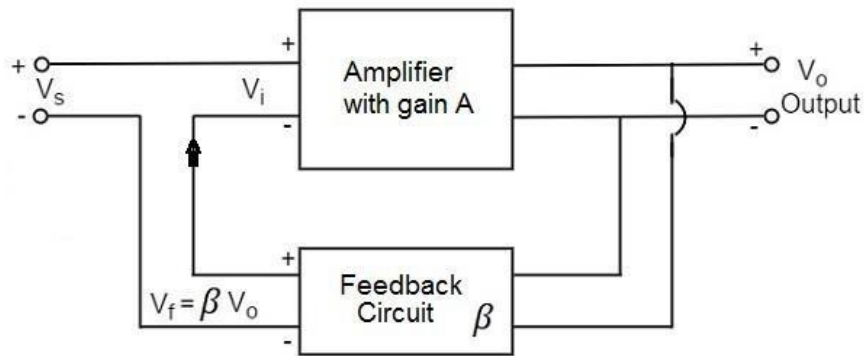 +
Vs
-
+
Vi
-
Amplifier
with gain A
+
Vo
Output
-
+
Vf = β Vo
-
Feedback
Circuit β